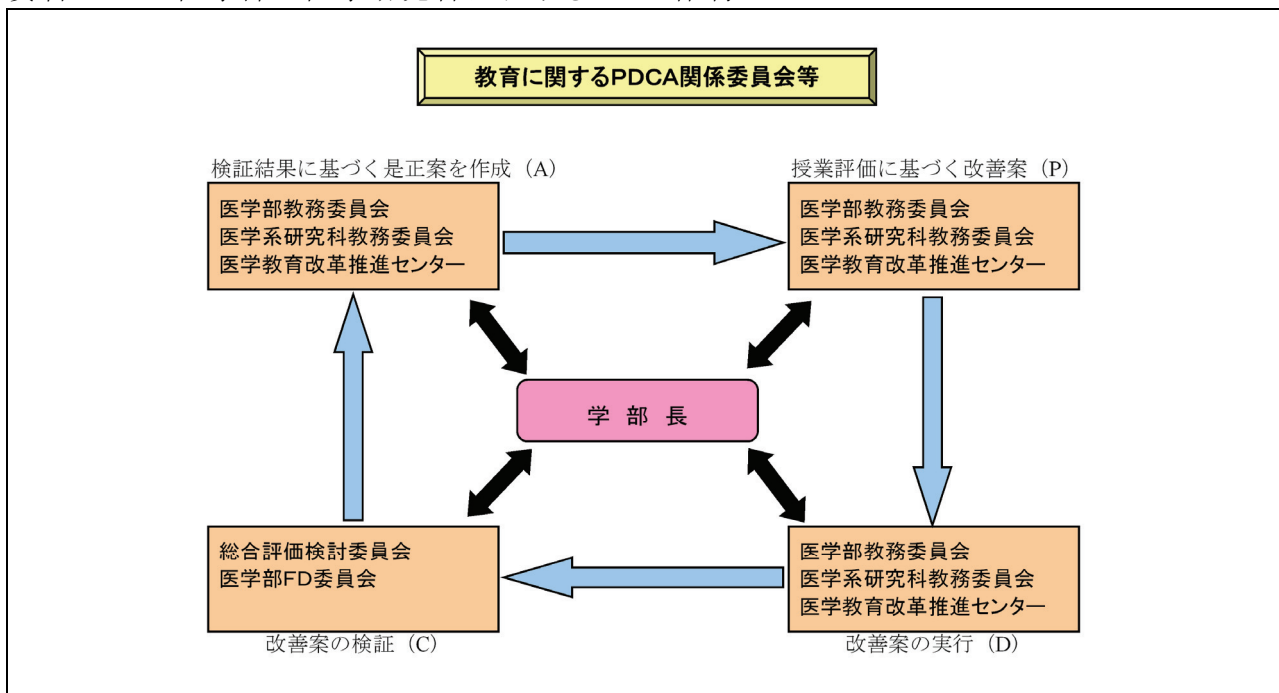 教育に関するPDCA関係委員会等
検証結果に基づく是正案を作成 (A)
医学部教務委員会
医学系研究科教務委員会
医学教育改革推進センター
授業評価に基づく改善案 (P)
医学部教務委員会
医学系研究科教務委員会
医学教育改革推進センター
学 部 長
総合評価検討委員会
医学部FD委員会
改善案の検証 (C)
医学部教務委員会
医学系研究科教務委員会
医学教育改革推進センター
改善案の実行 (D)